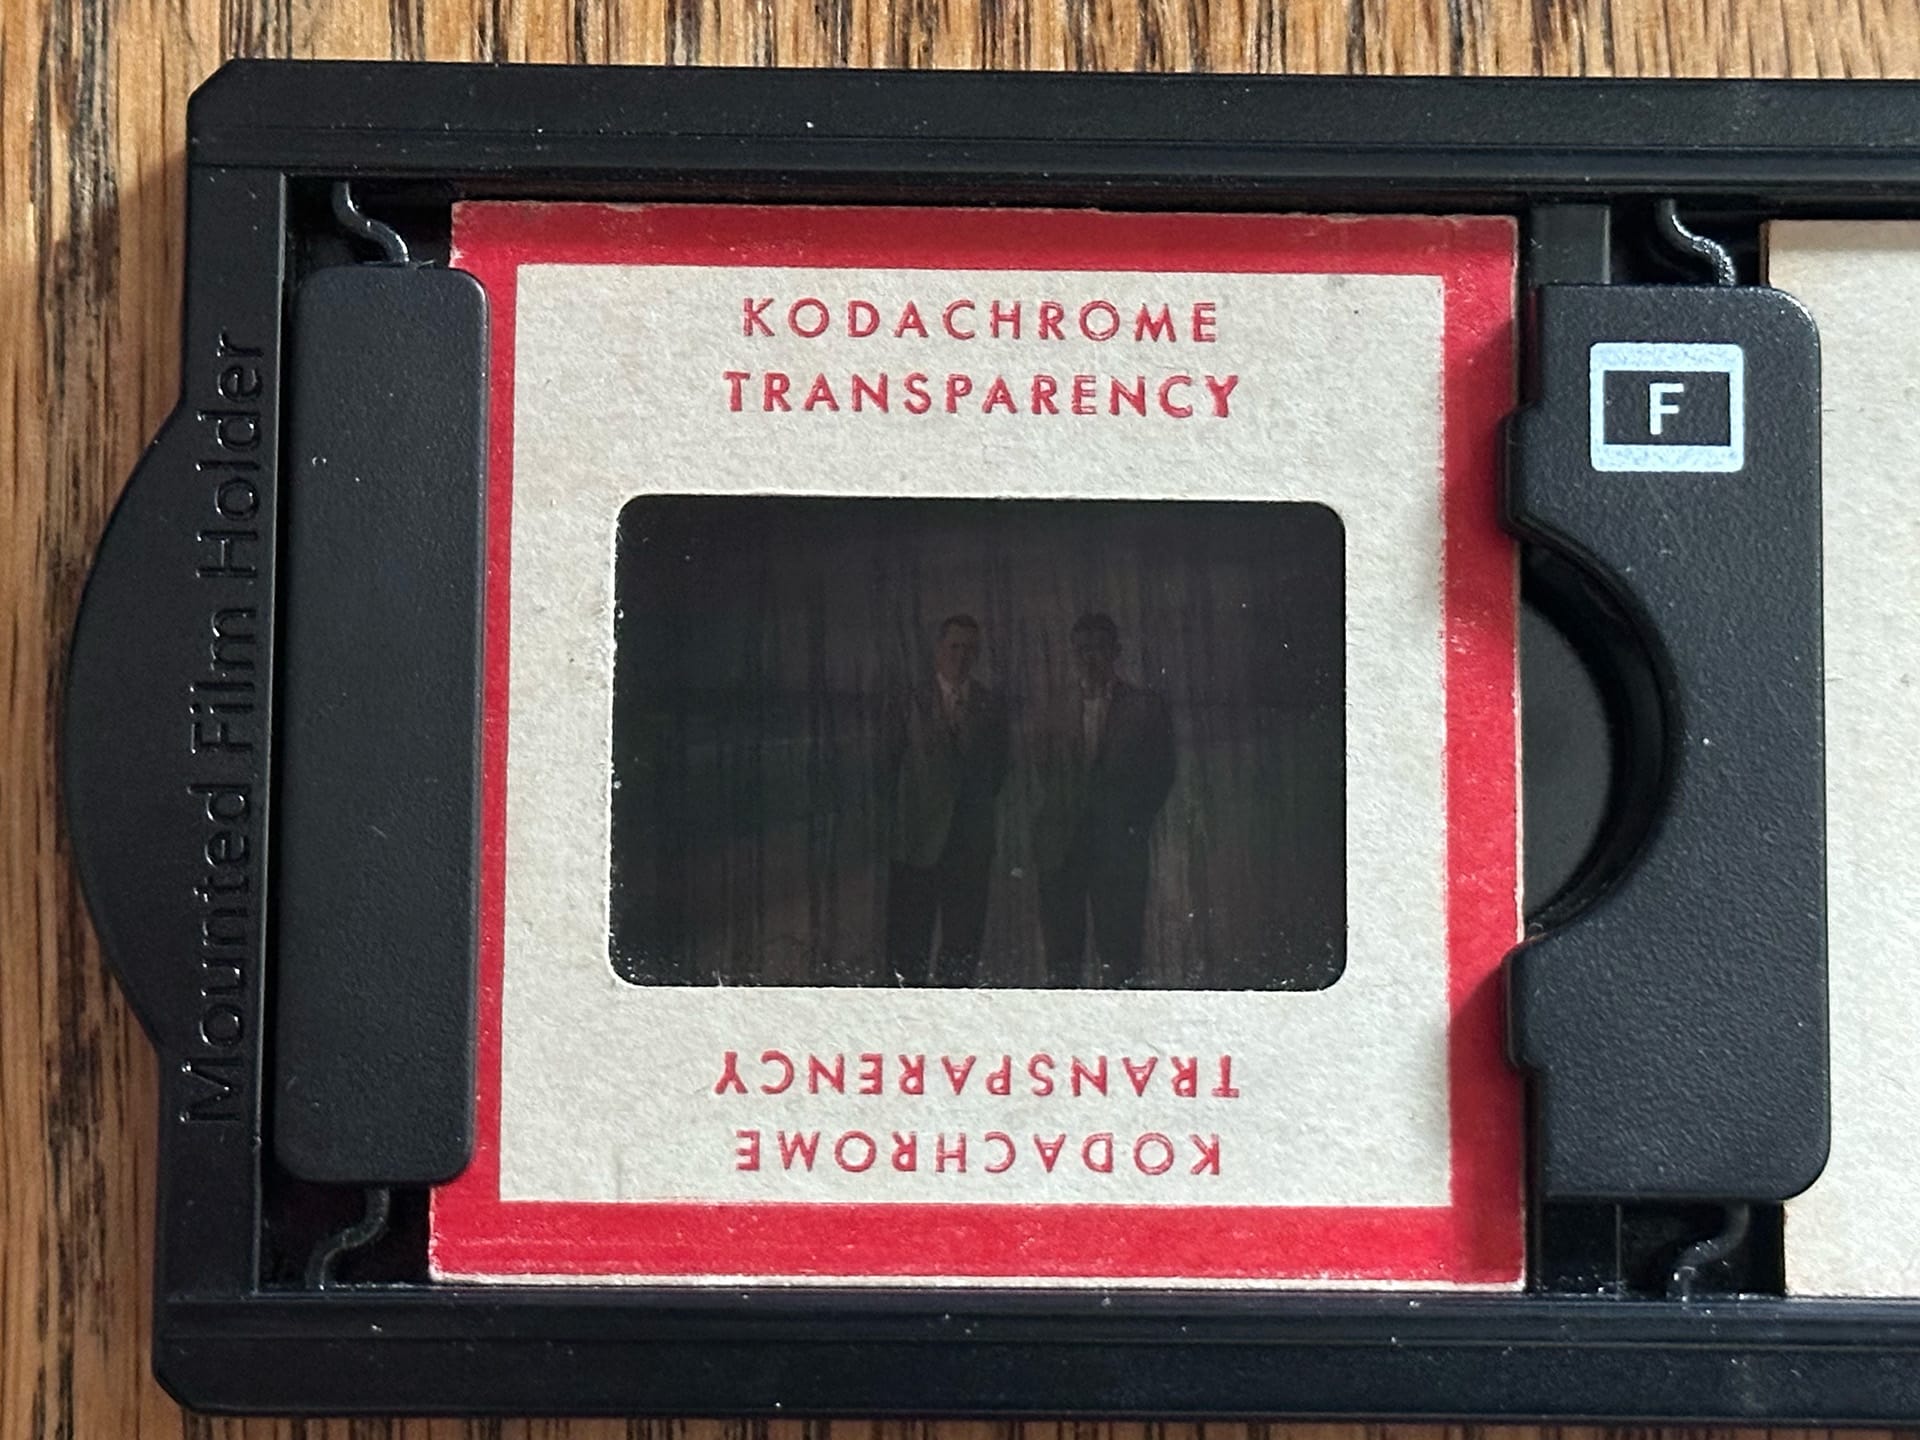 Mounted Film Holder
KODACHROME
TRANSPARENCY
F
TRANSPARENCY
KODACHROME